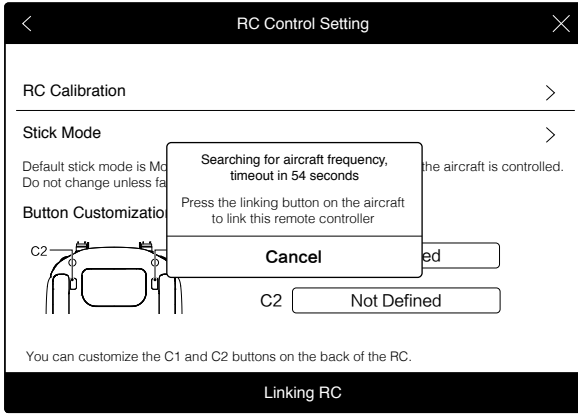 RC Control Setting
RC Calibration
Stick Mode
Default stick mode is Mo
the aircraft is controlled.
Do not change unless fa
Searching for aircraft frequency,
timeout in 54 seconds
Press the linking button on the aircraft
to link this remote controller
Cancel
Button Customization
C2
ed
C2 Not Defined
You can customize the C1 and C2 buttons on the back of the RC.
Linking RC